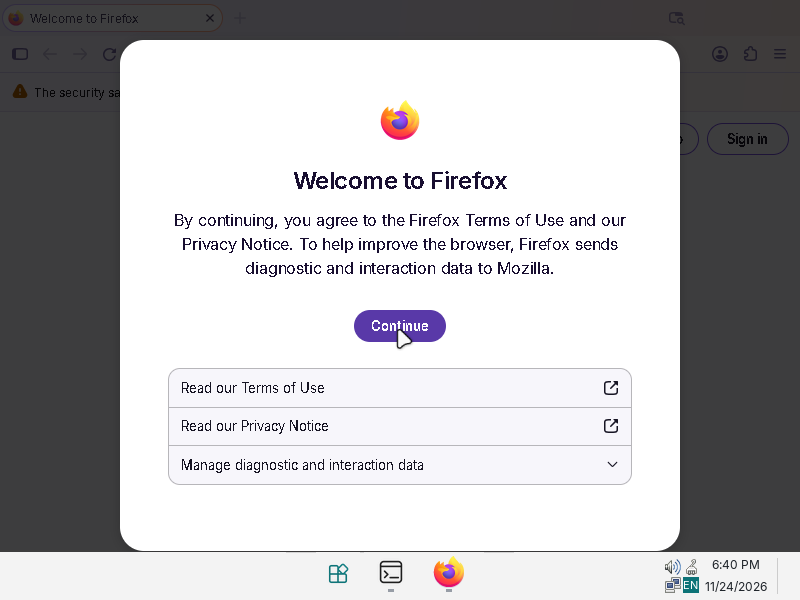 Welcome to Firefox
The security sa
Sign in
Welcome to Firefox
By continuing, you agree to the Firefox Terms of Use and our
Privacy Notice. To help improve the browser, Firefox sends
diagnostic and interaction data to Mozilla.
Continue
Read our Terms of Use
Read our Privacy Notice
Manage diagnostic and interaction data
6:40 PM
EN
11/24/2026